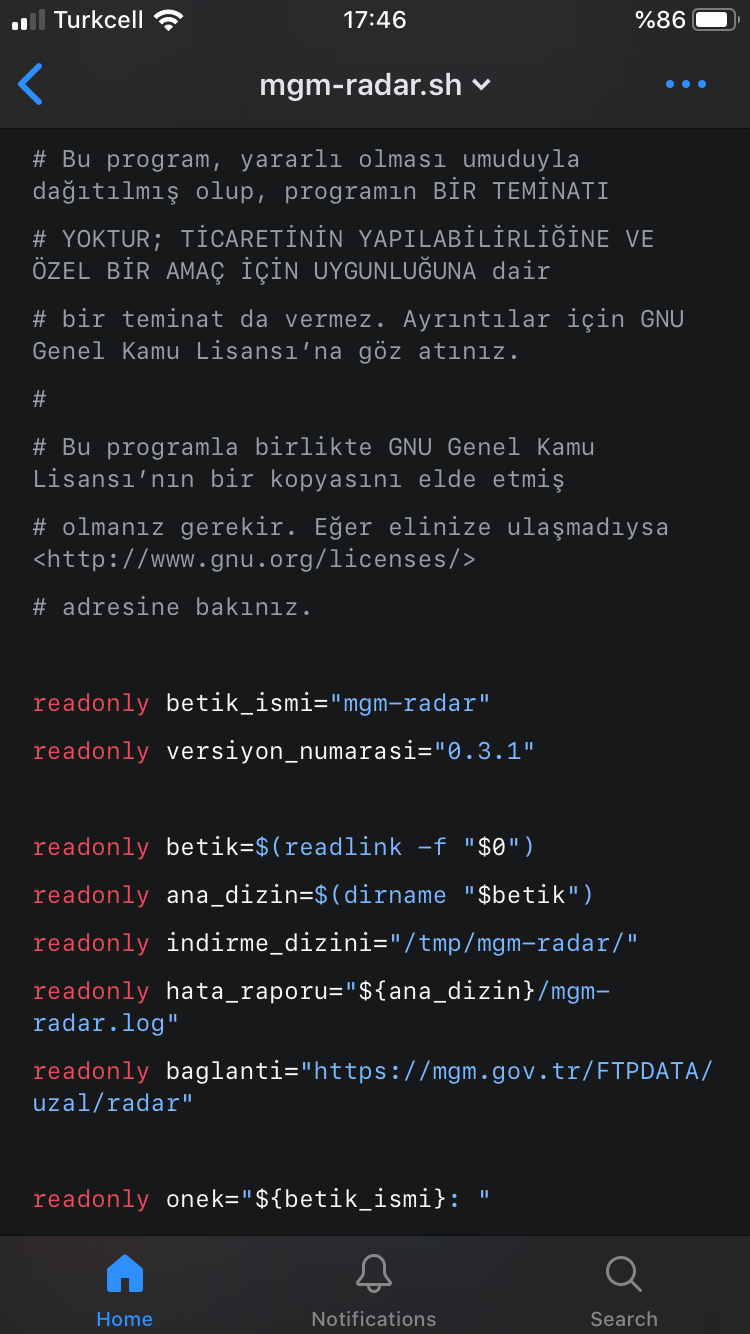 Turkcell 17:46 %86
mgm-radar.sh
# Bu program, yararlı olması umuduyla
dağıtılmış olup, programın BİR TEMİNATI
# YOKTUR; TİCARETİNİN YAPILABİLİRLİĞİNE VE
ÖZEL BİR AMAÇ İÇİN UYGUNLUĞUNA dair
# bir teminat da vermez. Ayrıntılar için GNU
Genel Kamu Lisansı’na göz atınız.
#
# Bu programla birlikte GNU Genel Kamu
Lisansı’nın bir kopyasını elde etmiş
# olmanız gerekir. Eğer elinize ulaşmadıysa
<http://www.gnu.org/licenses/>
# adresine bakınız.
readonly betik_ismi="mgm-radar"
readonly versiyon_numarasi="0.3.1"
readonly betik=$(readlink -f "$0")
readonly ana_dizin=$(dirname "$betik")
readonly indirme_dizini="/tmp/mgm-radar/"
readonly hata_raporu="${ana_dizin}/mgm-
radar.log"
readonly baglanti="https://mgm.gov.tr/FTPDATA/
uzal/radar"
readonly onek="${betik_ismi}: "
Home Notifications Search